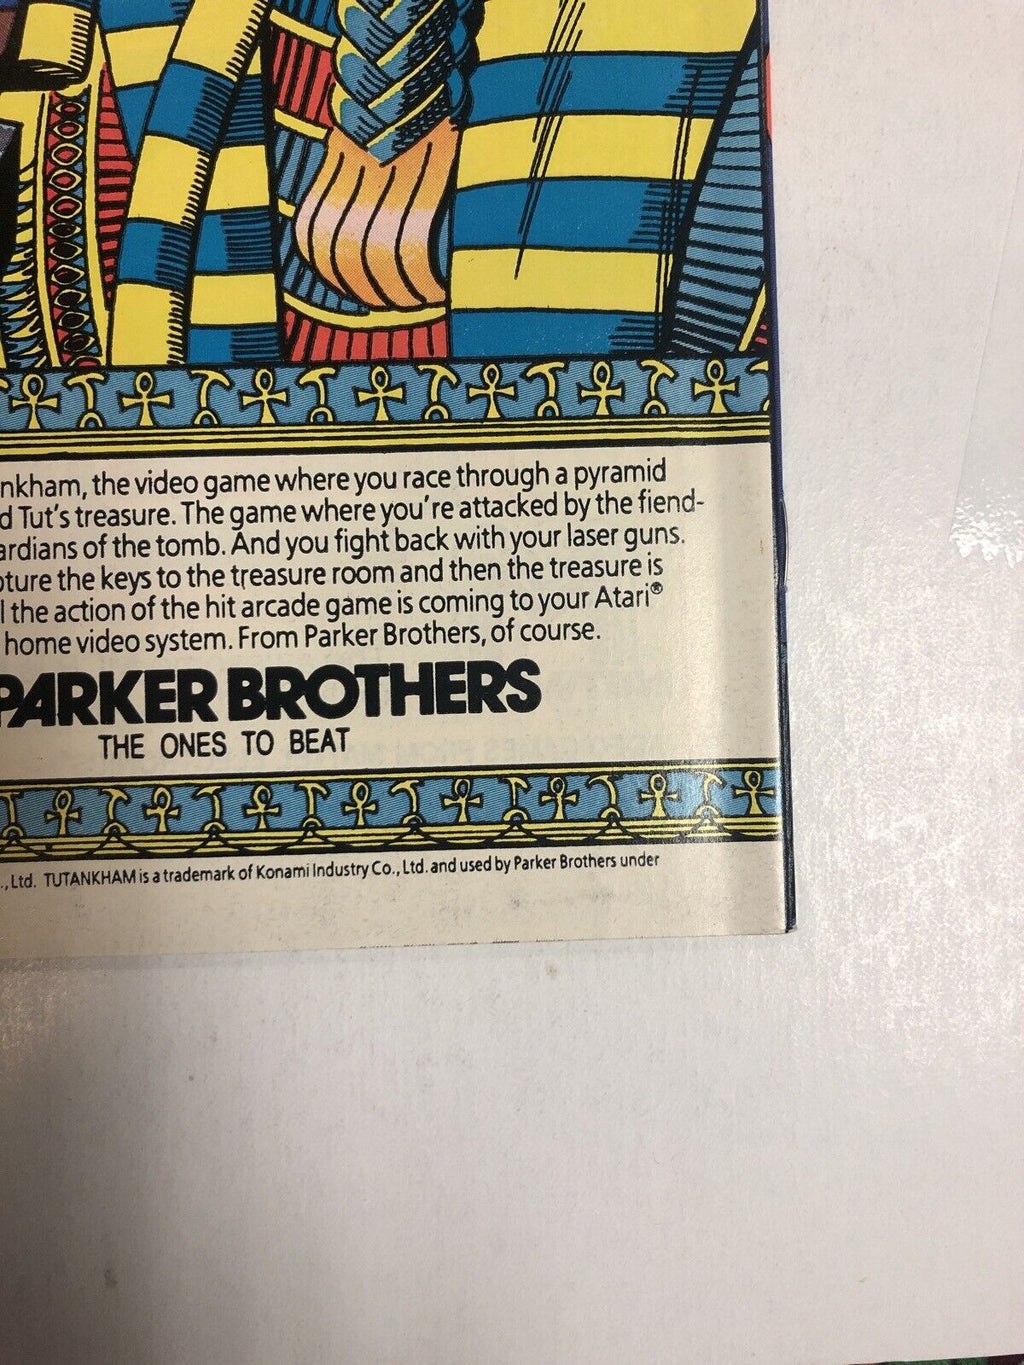 nkham, the video game where you race through a pyramid
d Tut's treasure. The game where you're attacked by the fiend-
ardians of the tomb. And you fight back with your laser guns.
ture the keys to the treasure room and then the treasure is
l the action of the hit arcade game is coming to your Atari®
home video system. From Parker Brothers, of course.
PARKER BROTHERS
THE ONES TO BEAT
., Ltd. TUTANKHAM is a trademark of Konami Industry Co., Ltd. and used by Parker Brothers under